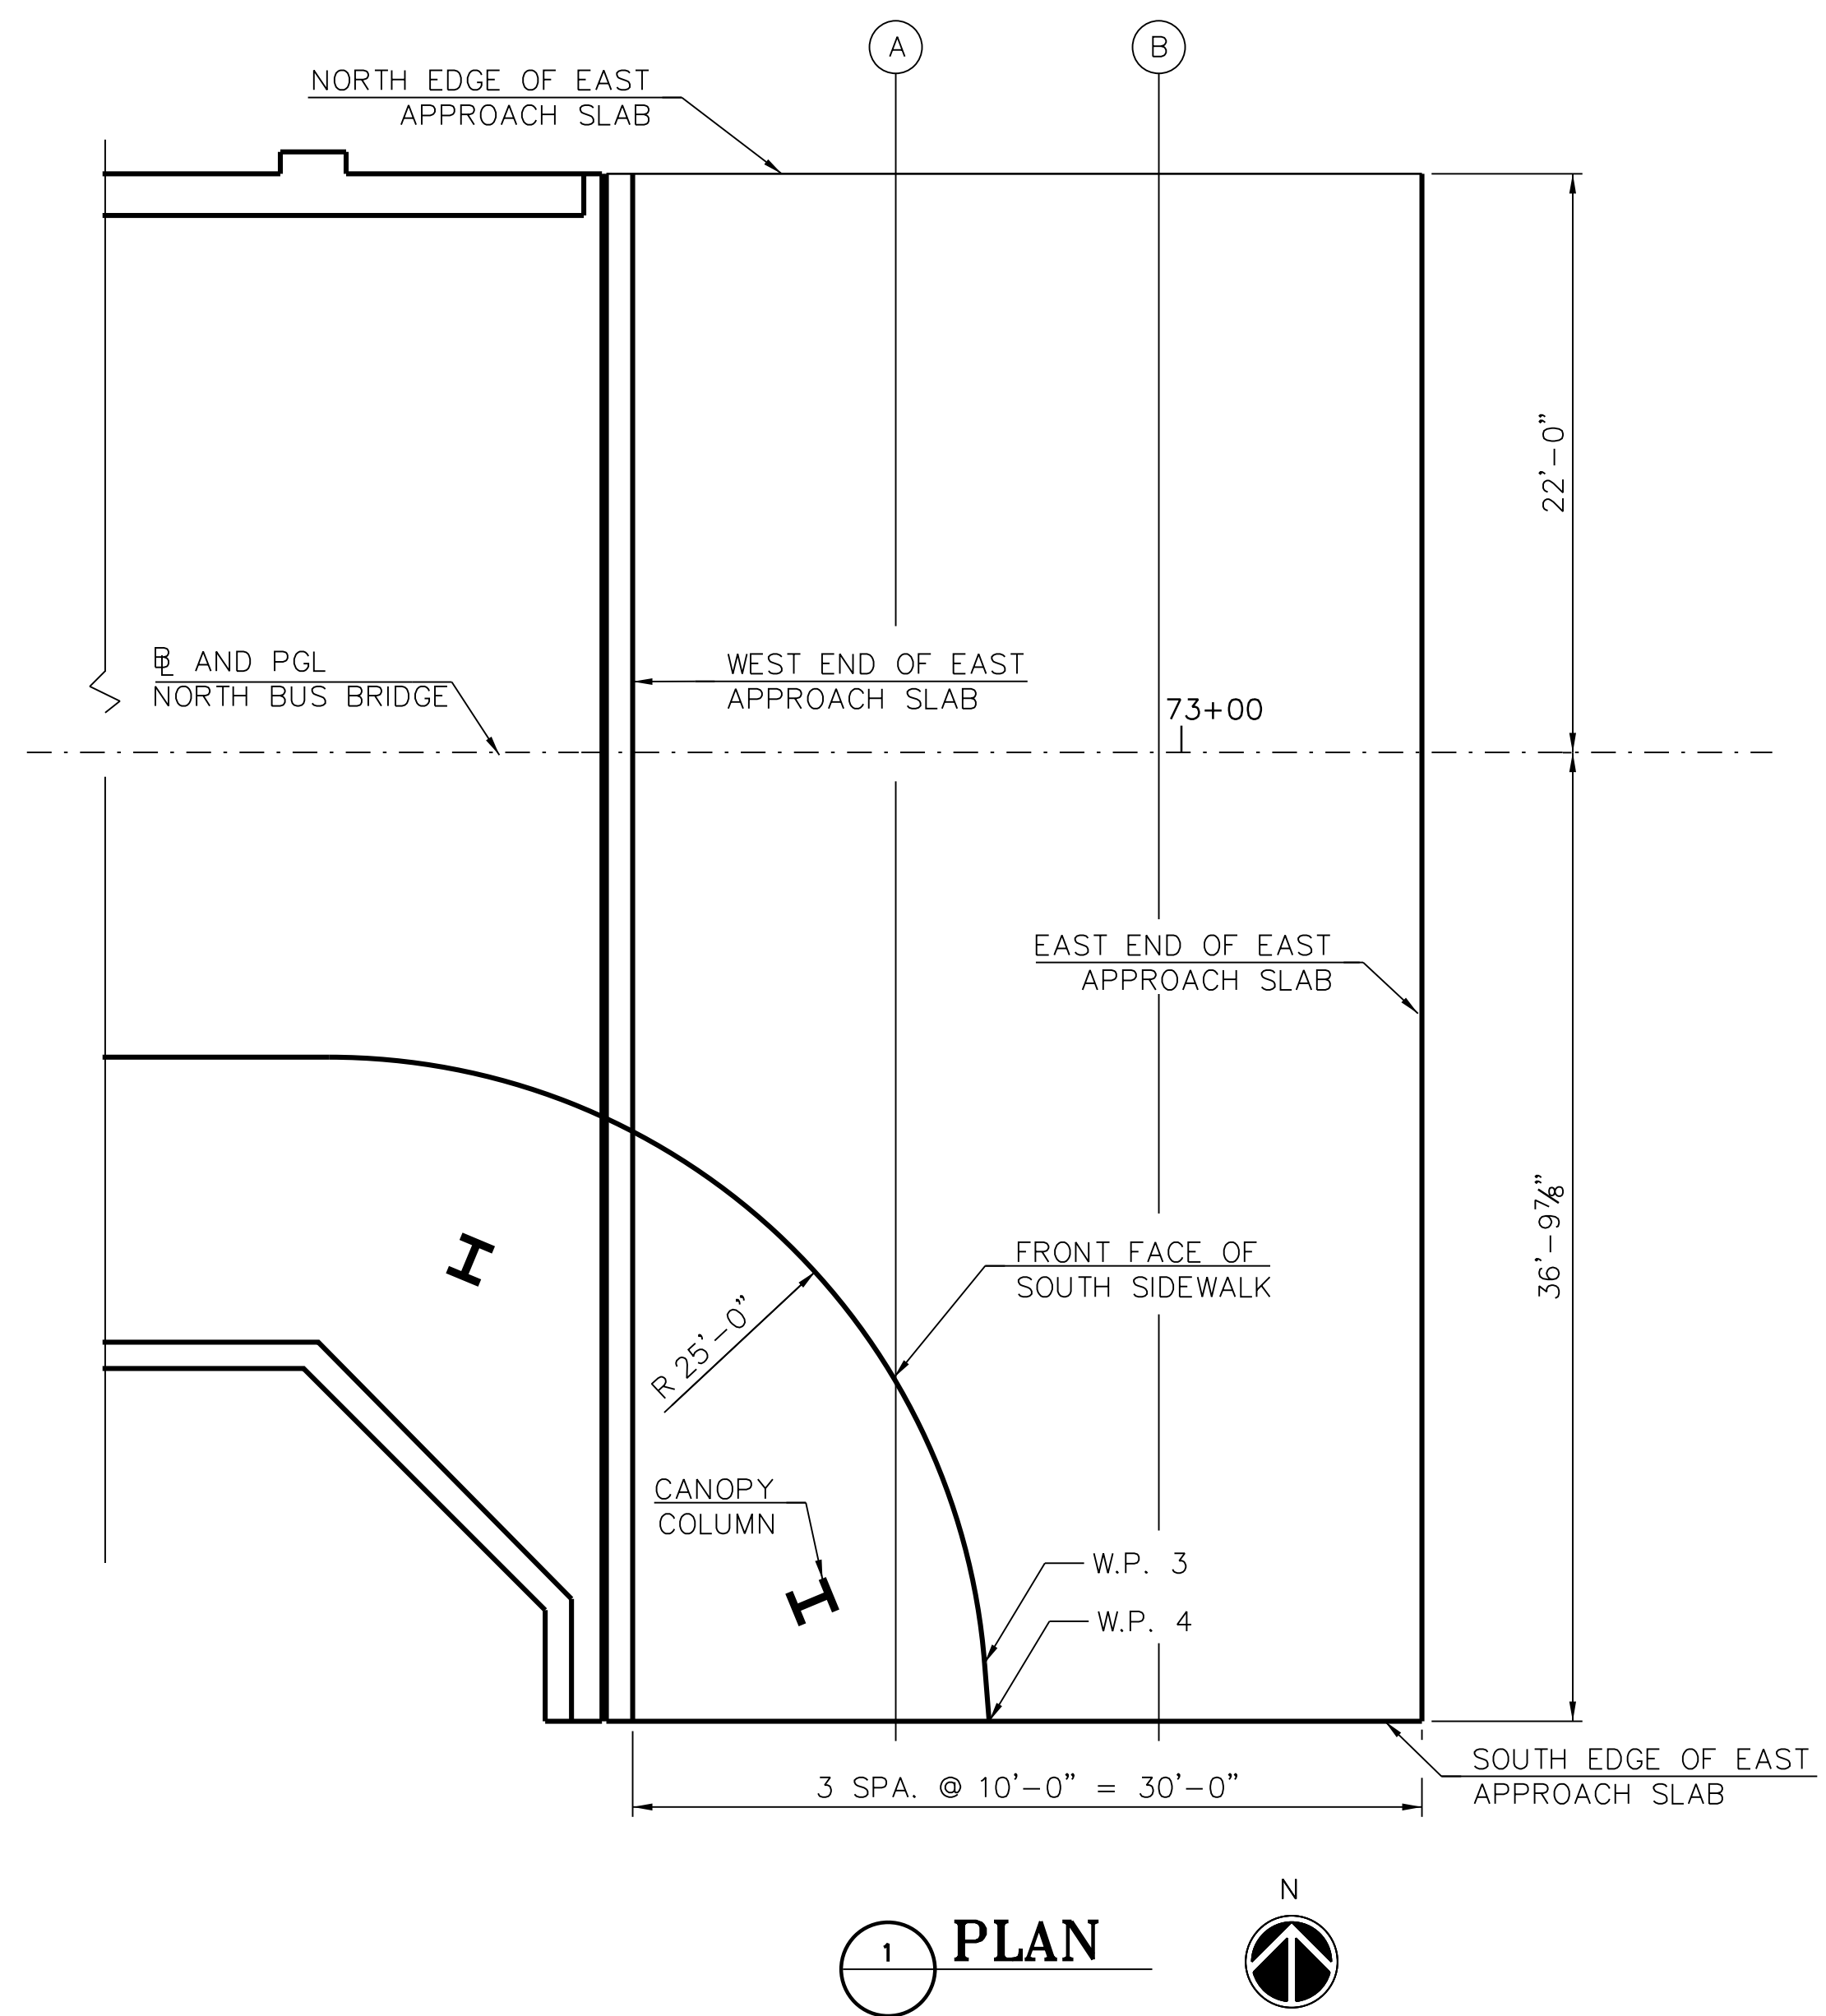 A
B
NORTH EDGE OF EAST
APPROACH SLAB
22'-0"
BL AND PGL
NORTH BUS BRIDGE
WEST END OF EAST
APPROACH SLAB
73+00
EAST END OF EAST
APPROACH SLAB
36'-9⅞"
FRONT FACE OF
SOUTH SIDEWALK
R 25'-0"
CANOPY
COLUMN
W.P. 3
W.P. 4
3 SPA. @ 10'-0" = 30'-0"
SOUTH EDGE OF EAST
APPROACH SLAB
N
1
PLAN